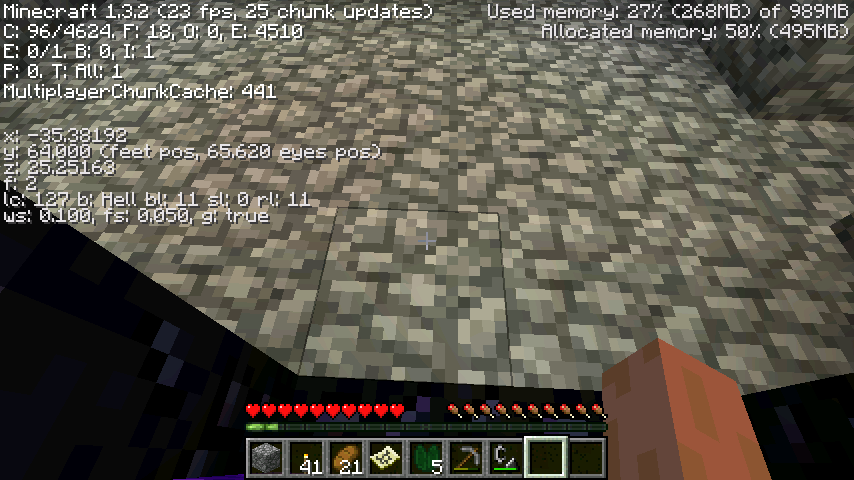 Minecraft 1.3.2 (23 fps, 25 chunk updates)
Used memory: 27% (268MB) of 989MB
C: 96/4624, F: 18, O: 0, E: 4510
Allocated memory: 50% (495MB)
E: 0/1, B: 0, I: 1
P: 0, T: All: 1
MultiplayerChunkCache: 441
x: -35.38192
y: 64.000 (feet pos, 65.620 eyes pos)
z: 25.25163
f: 2
lc: 127 b: Hell bl: 11 sl: 0 rl: 11
ws: 0.100, fs: 0.050, g: true
41
21
5